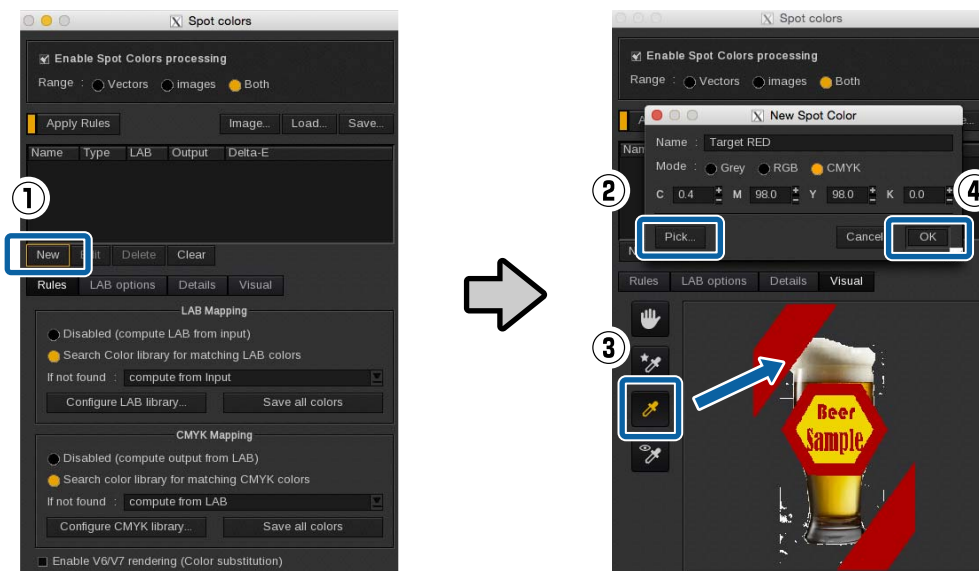 Spot colors
Enable Spot Colors processing
Range : Vectors images Both
Apply Rules Image... Load... Save...
Name Type LAB Output Delta-E
①
New Delete Clear
Rules LAB options Details Visual
LAB Mapping
Disabled (compute LAB from input)
Search Color library for matching LAB colors
If not found : compute from Input
Configure LAB library... Save all colors
CMYK Mapping
Disabled (compute output from LAB)
Search color library for matching CMYK colors
If not found : compute from LAB
Configure CMYK library... Save all colors
Enable V6/V7 rendering (Color substitution)
Spot colors
Enable Spot Colors processing
Range : Vectors images Both
New Spot Color
Name : Target RED
Mode : Grey RGB CMYK
② ④
C 0.4 M 98.0 Y 98.0 K 0.0
Pick... Cancel OK
Rules LAB options Details Visual
③
Beer
Sample